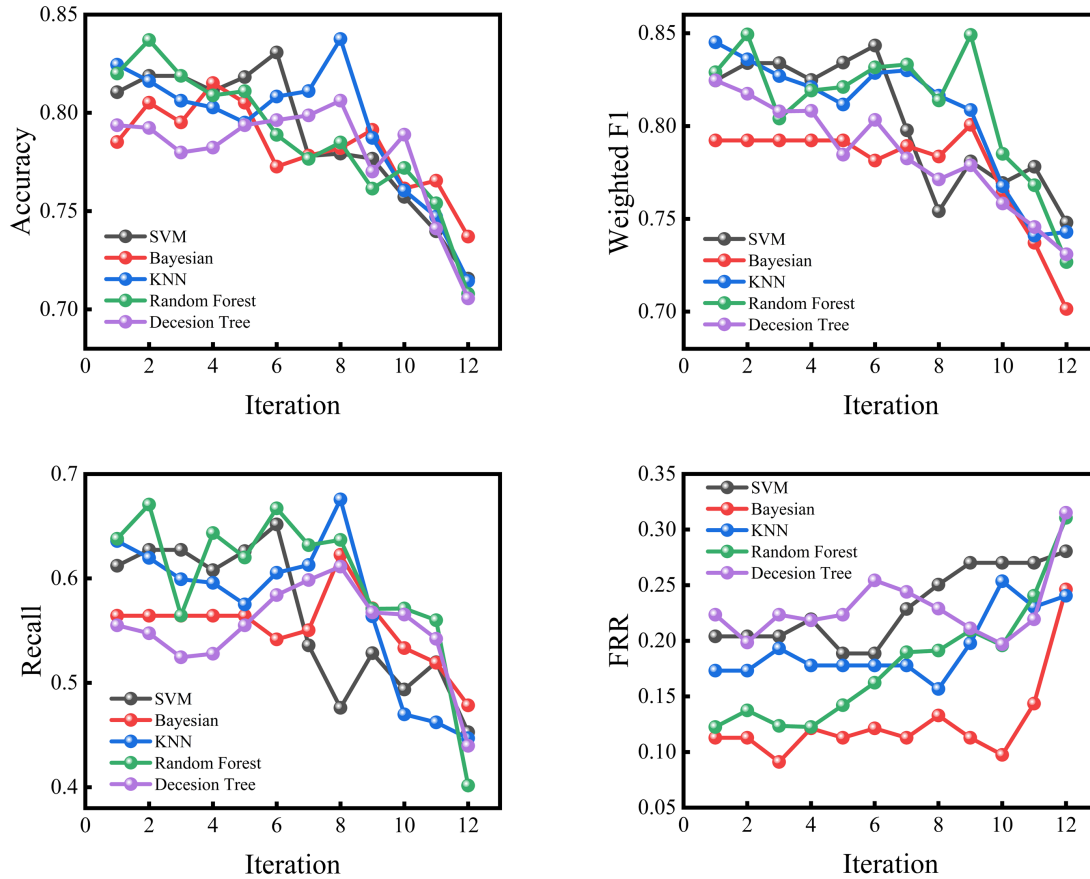 0.85
0.80
0.75
0.70
Accuracy
SVM
Bayesian
KNN
Random Forest
Decesion Tree
0 2 4 6 8 10 12
Iteration
0.85
0.80
0.75
0.70
Weighted F1
SVM
Bayesian
KNN
Random Forest
Decesion Tree
0 2 4 6 8 10 12
Iteration
0.7
0.6
0.5
0.4
Recall
SVM
Bayesian
KNN
Random Forest
Decesion Tree
0 2 4 6 8 10 12
Iteration
0.35
0.30
0.25
0.20
0.15
0.10
0.05
FRR
SVM
Bayesian
KNN
Random Forest
Decesion Tree
0 2 4 6 8 10 12
Iteration